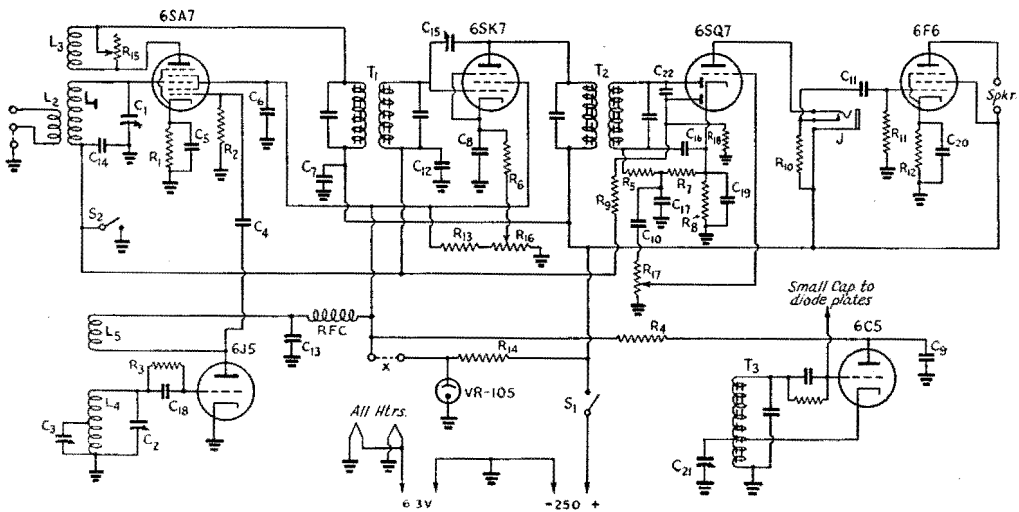 6SA7
6SK7
6SQ7
6F6
L3
R15
C15
L2
L1
C1
C6
T1
T2
C22
C11
Spkr.
C14
R1
C5
R2
C7
C12
C8
R6
C16
R18
R10
J
R11
R12
C20
S2
C4
R9
R5
R7
C17
C19
R8
C10
R13
R16
R17
Small Cap to
diode plates
L5
C13
RFC
R4
6C5
6J5
R3
C18
L4
C3
C2
X
R14
VR-105
S1
T3
C9
All Htrs.
C21
6 3V
-250 +